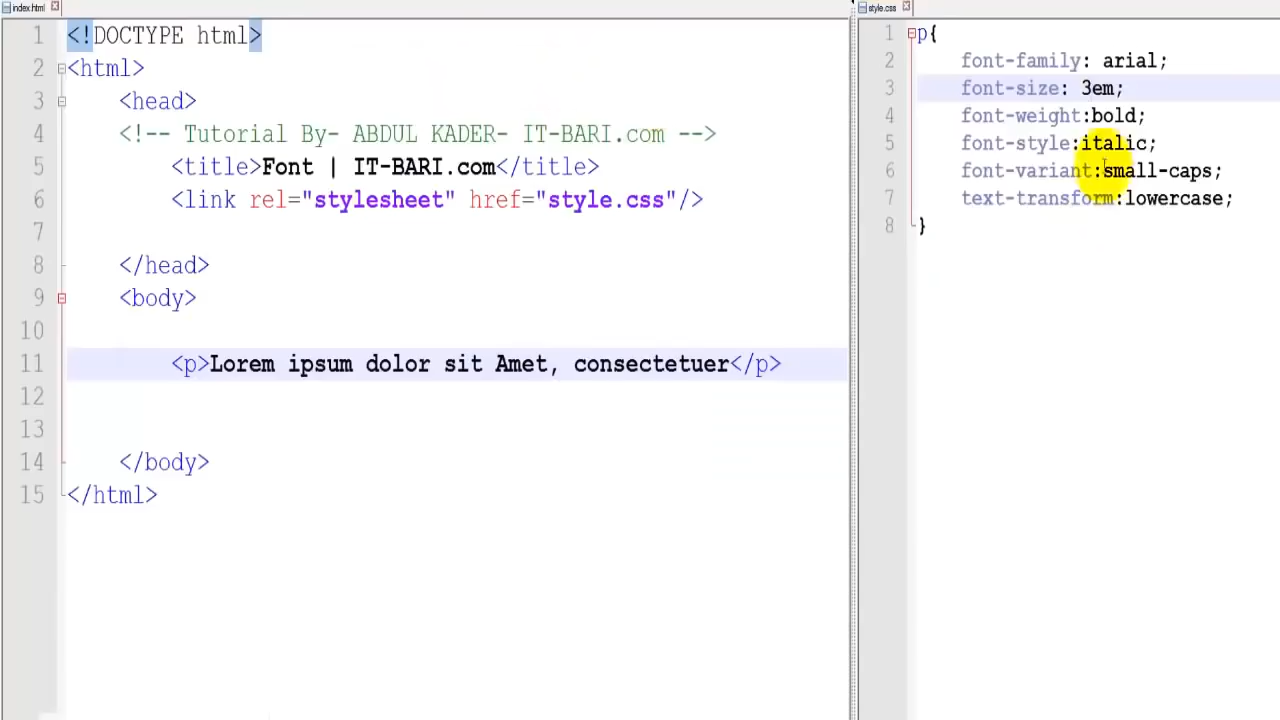 index.html
1 <!DOCTYPE html>
2 <html>
3 <head>
4 <!-- Tutorial By- ABDUL KADER- IT-BARI.com -->
5 <title>Font | IT-BARI.com</title>
6 <link rel="stylesheet" href="style.css"/>
7
8 </head>
9 <body>
10
11 <p>Lorem ipsum dolor sit Amet, consectetuer</p>
12
13
14 </body>
15 </html>
style.css
1 p{
2 font-family: arial;
3 font-size: 3em;
4 font-weight:bold;
5 font-style:italic;
6 font-variant:small-caps;
7 text-transform:lowercase;
8 }